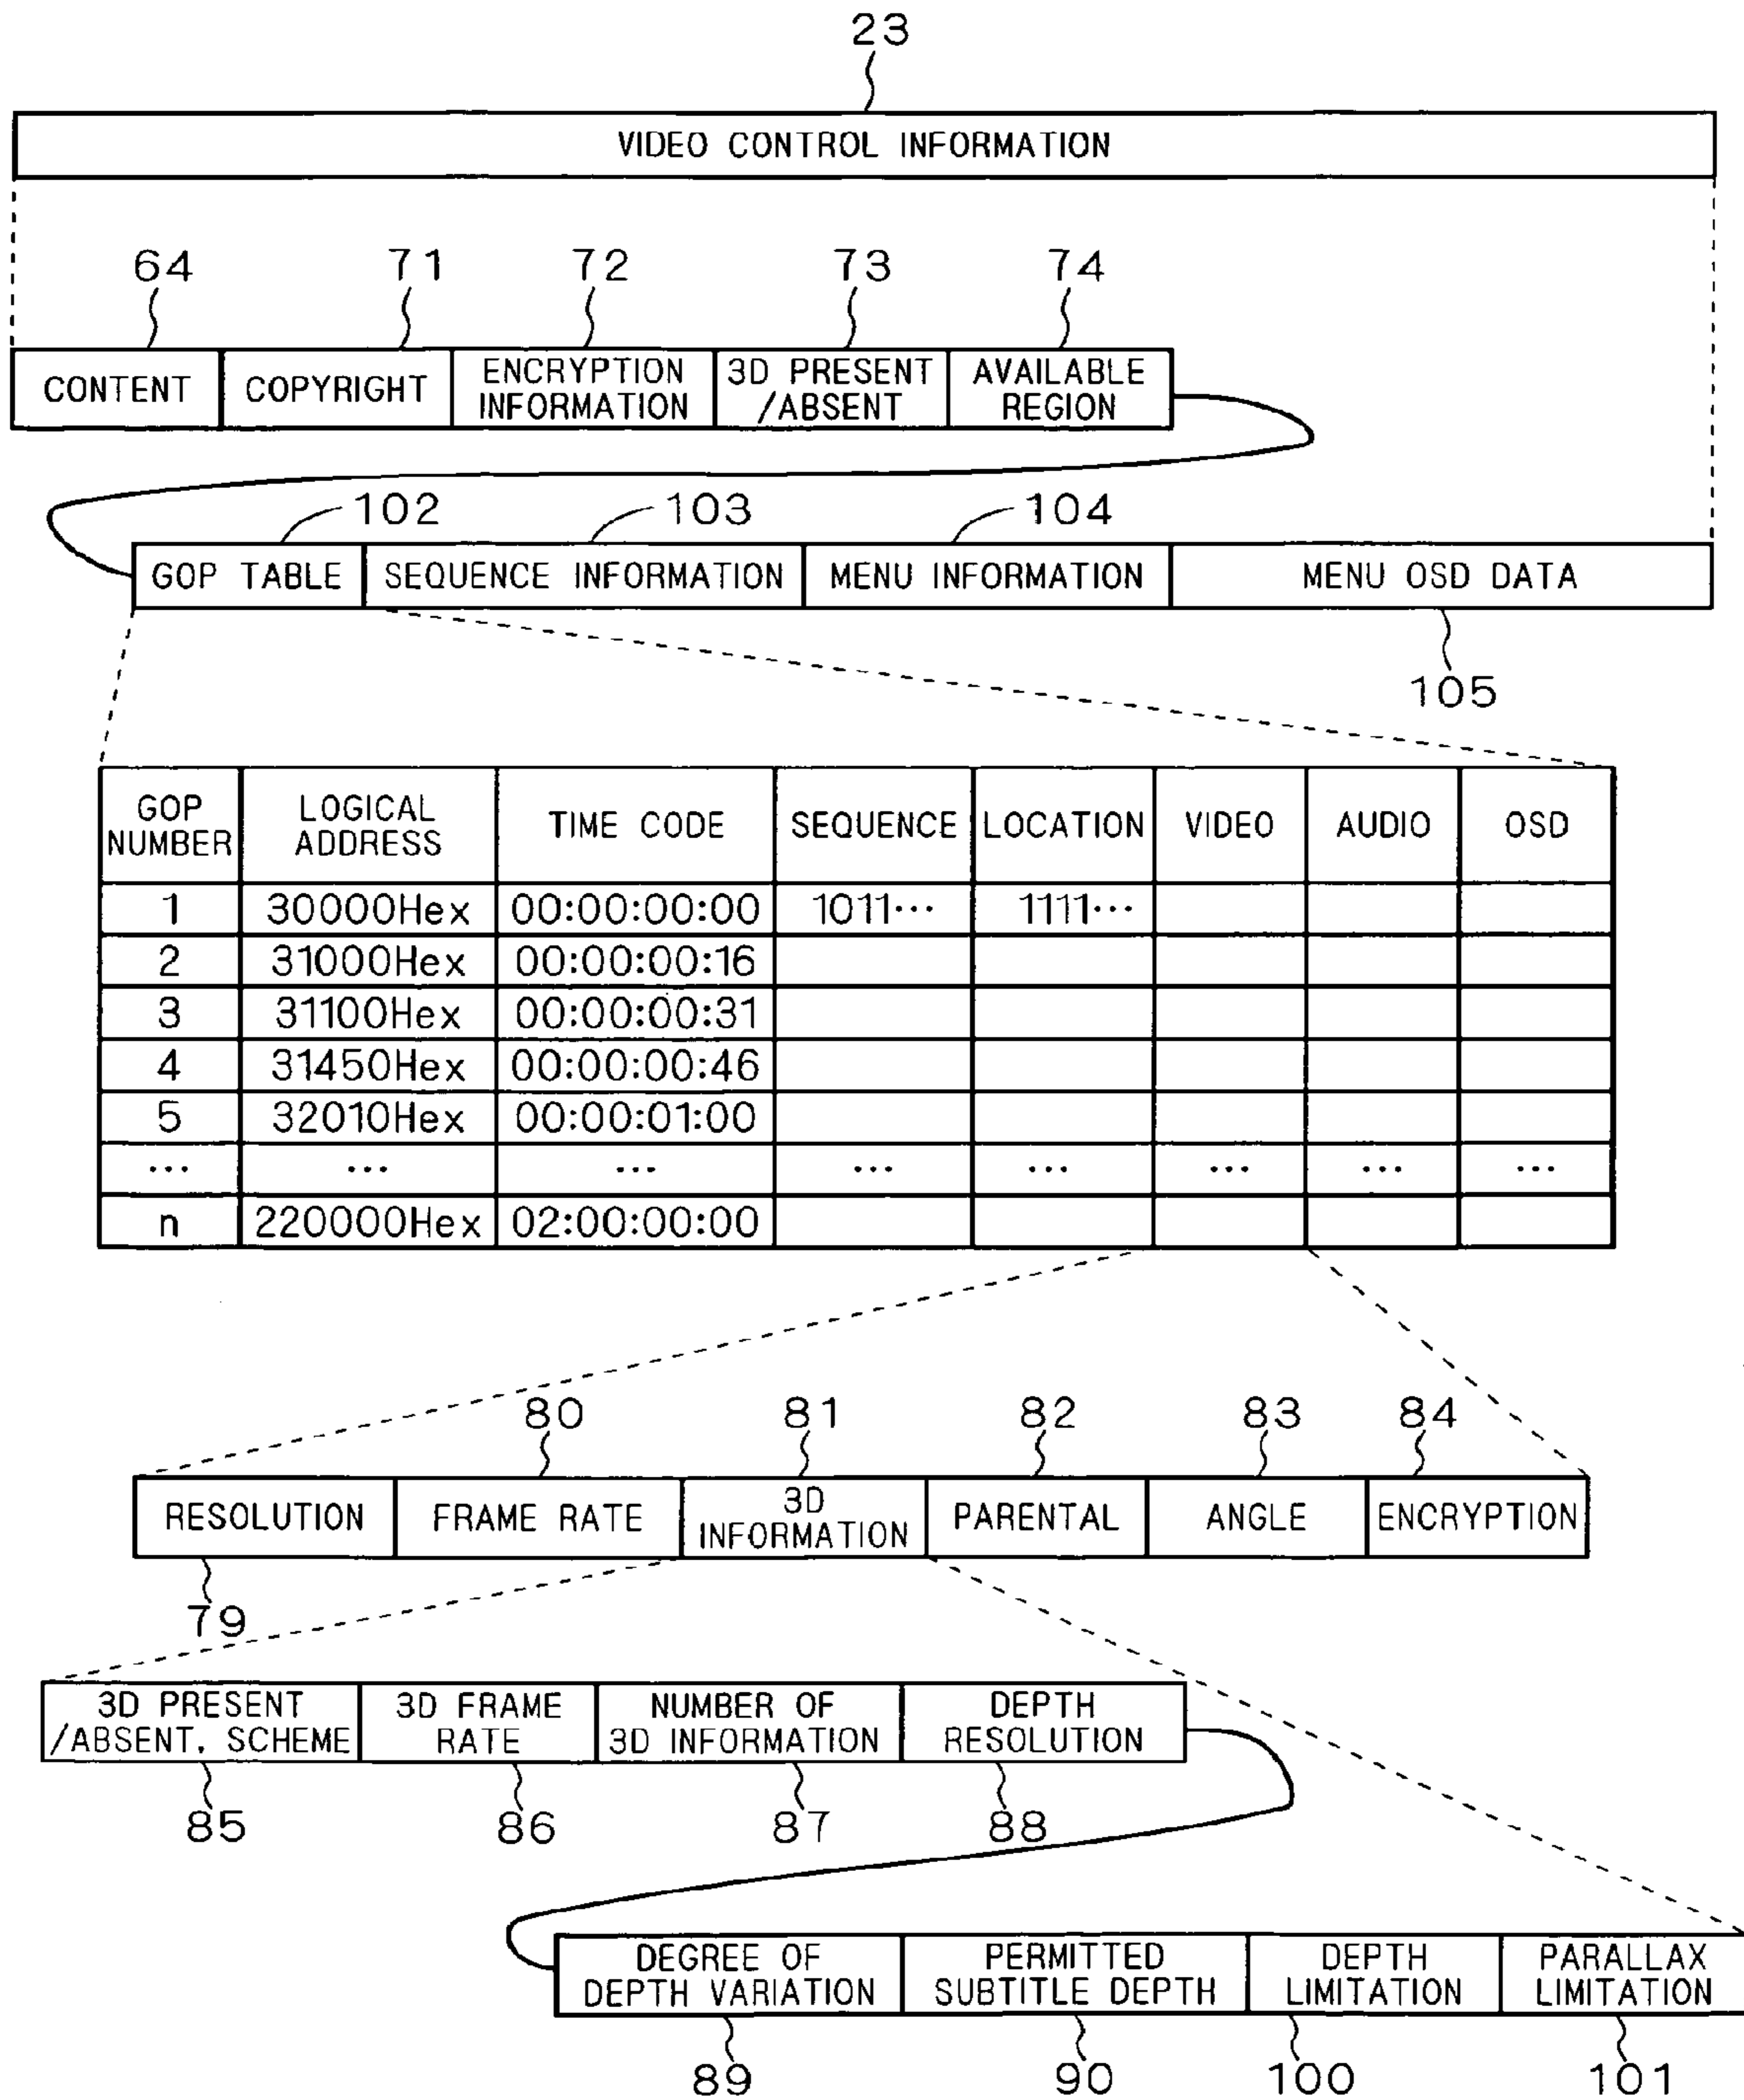 23
VIDEO CONTROL INFORMATION
64 71 72 73 74
CONTENT COPYRIGHT ENCRYPTION INFORMATION 3D PRESENT /ABSENT AVAILABLE REGION
102 103 104
GOP TABLE SEQUENCE INFORMATION MENU INFORMATION MENU OSD DATA
105
GOP NUMBER LOGICAL ADDRESS TIME CODE SEQUENCE LOCATION VIDEO AUDIO OSD
1 30000Hex 00:00:00:00 1011··· 1111···
2 31000Hex 00:00:00:16
3 31100Hex 00:00:00:31
4 31450Hex 00:00:00:46
5 32010Hex 00:00:01:00
··· ··· ··· ··· ··· ··· ··· ···
n 220000Hex 02:00:00:00
80 81 82 83 84
RESOLUTION FRAME RATE 3D INFORMATION PARENTAL ANGLE ENCRYPTION
79
3D PRESENT /ABSENT, SCHEME 3D FRAME RATE NUMBER OF 3D INFORMATION DEPTH RESOLUTION
85 86 87 88
DEGREE OF DEPTH VARIATION PERMITTED SUBTITLE DEPTH DEPTH LIMITATION PARALLAX LIMITATION
89 90 100 101